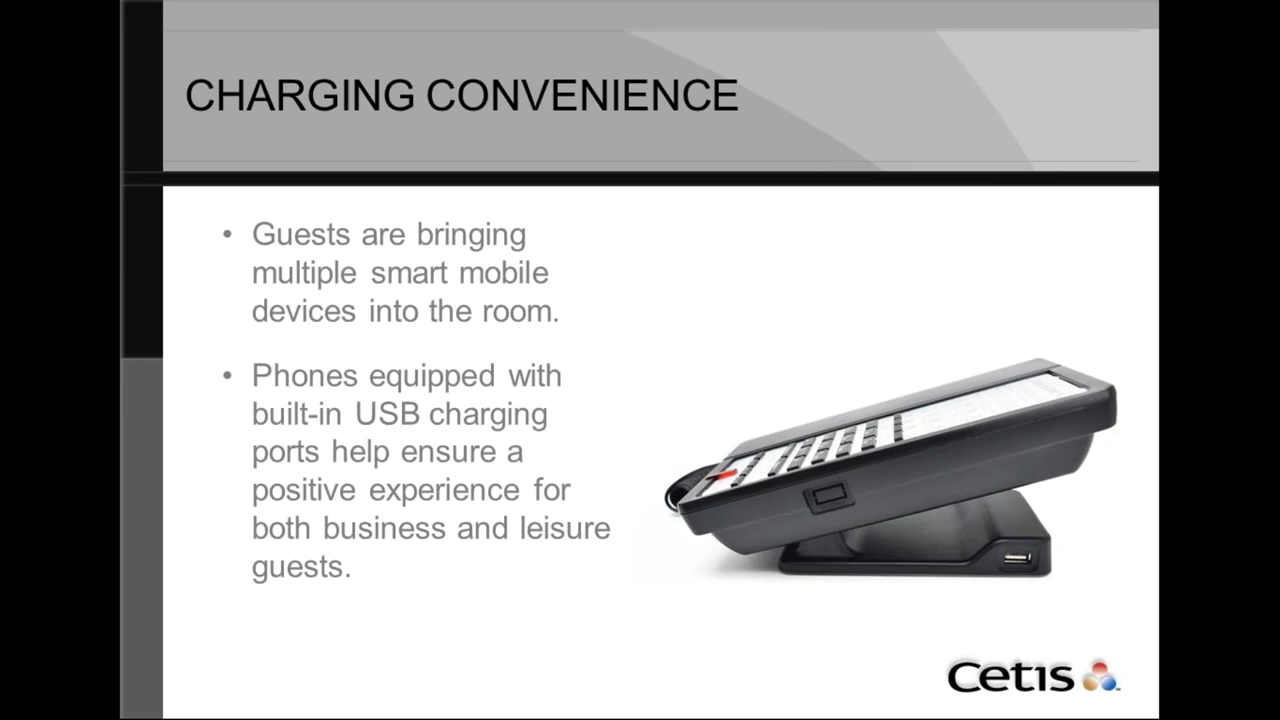 CHARGING CONVENIENCE
• Guests are bringing
multiple smart mobile
devices into the room.
• Phones equipped with
built-in USB charging
ports help ensure a
positive experience for
both business and leisure
guests.
Cetis